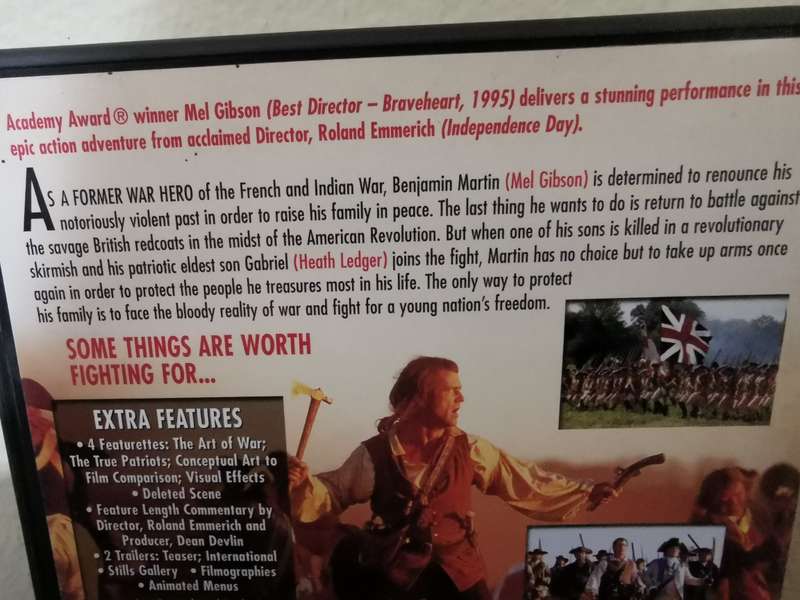 Academy Award® winner Mel Gibson (Best Director – Braveheart, 1995) delivers a stunning performance in this
epic action adventure from acclaimed Director, Roland Emmerich (Independence Day).
AS A FORMER WAR HERO of the French and Indian War, Benjamin Martin (Mel Gibson) is determined to renounce his
notoriously violent past in order to raise his family in peace. The last thing he wants to do is return to battle against
the savage British redcoats in the midst of the American Revolution. But when one of his sons is killed in a revolutionary
skirmish and his patriotic eldest son Gabriel (Heath Ledger) joins the fight, Martin has no choice but to take up arms once
again in order to protect the people he treasures most in his life. The only way to protect
his family is to face the bloody reality of war and fight for a young nation's freedom.
SOME THINGS ARE WORTH
FIGHTING FOR...
EXTRA FEATURES
• 4 Featurettes: The Art of War;
The True Patriots; Conceptual Art to
Film Comparison; Visual Effects
• Deleted Scene
• Feature Length Commentary by
Director, Roland Emmerich and
Producer, Dean Devlin
• 2 Trailers: Teaser; International
• Stills Gallery • Filmographies
• Animated Menus